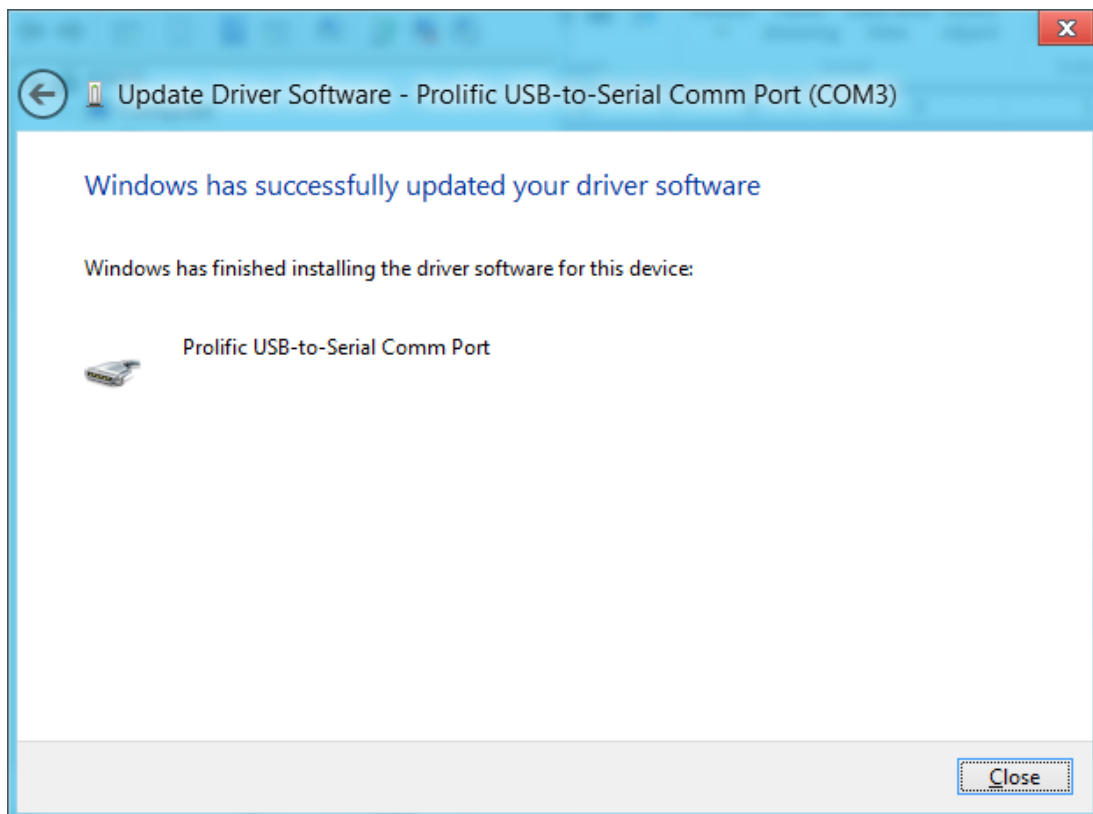 Update Driver Software - Prolific USB-to-Serial Comm Port (COM3)
Windows has successfully updated your driver software
Windows has finished installing the driver software for this device:
Prolific USB-to-Serial Comm Port
Close